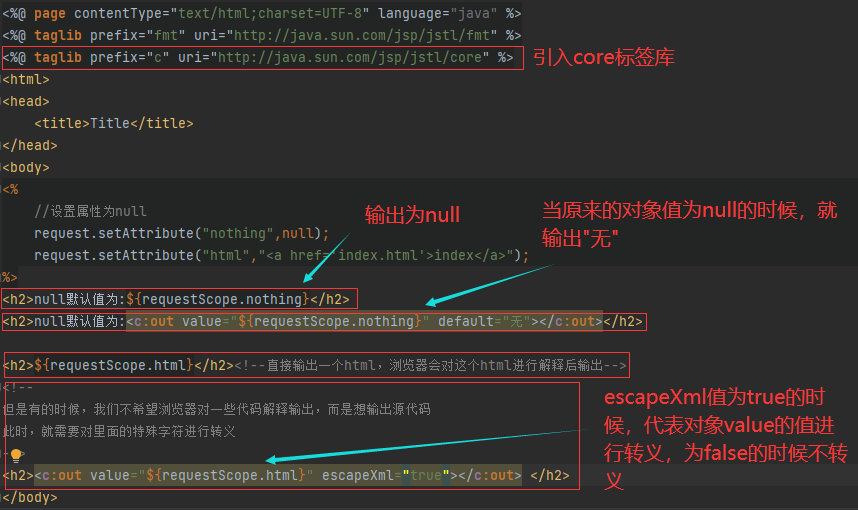 <%@ page contentType="text/html;charset=UTF-8" language="java" %>
<%@ taglib prefix="fmt" uri="http://java.sun.com/jsp/jstl/fmt" %>
<%@ taglib prefix="c" uri="http://java.sun.com/jsp/jstl/core" %>
引入core标签库
<html>
<head>
<title>Title</title>
</head>
<body>
<%
//设置属性为null
request.setAttribute("nothing",null);
request.setAttribute("html","<a href='index.html'>index</a>");
%>
输出为null
当原来的对象值为null的时候，就
输出"无"
<h2>null默认值为:${requestScope.nothing}</h2>
<h2>null默认值为:<c:out value="${requestScope.nothing}" default="无"></c:out></h2>
<h2>${requestScope.html}</h2><!--直接输出一个html，浏览器会对这个html进行解释后输出-->
<!--
但是有的时候，我们不希望浏览器对一些代码解释输出，而是想输出源代码
此时，就需要对里面的特殊字符进行转义
-->
<h2><c:out value="${requestScope.html}" escapeXml="true"></c:out> </h2>
</body>
escapeXml值为true的时
候，代表对象value的值进
行转义，为false的时候不转
义